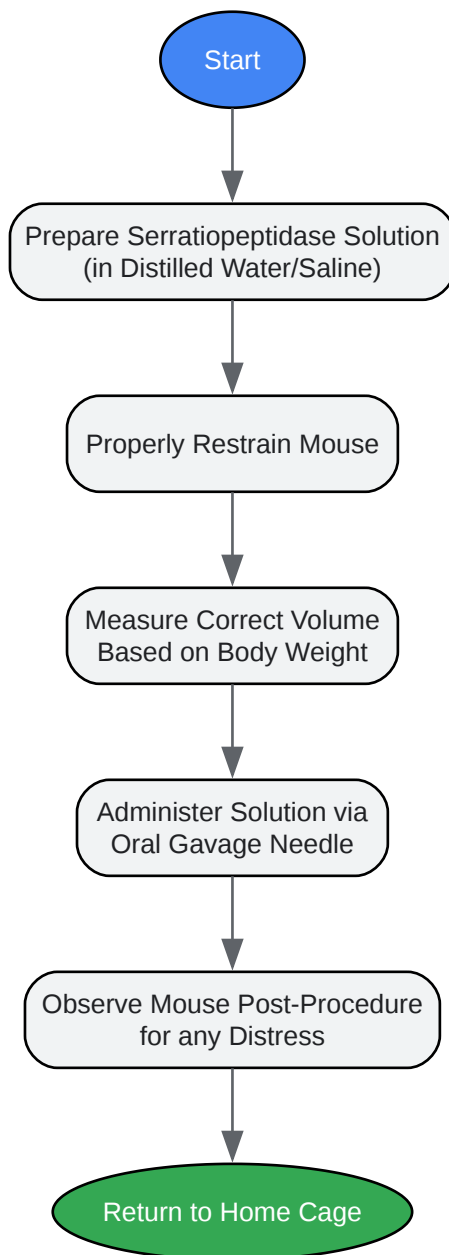 Start
Prepare Serratiopeptidase Solution
(in Distilled Water/Saline)
Properly Restrain Mouse
Measure Correct Volume
Based on Body Weight
Administer Solution via
Oral Gavage Needle
Observe Mouse Post-Procedure
for any Distress
Return to Home Cage